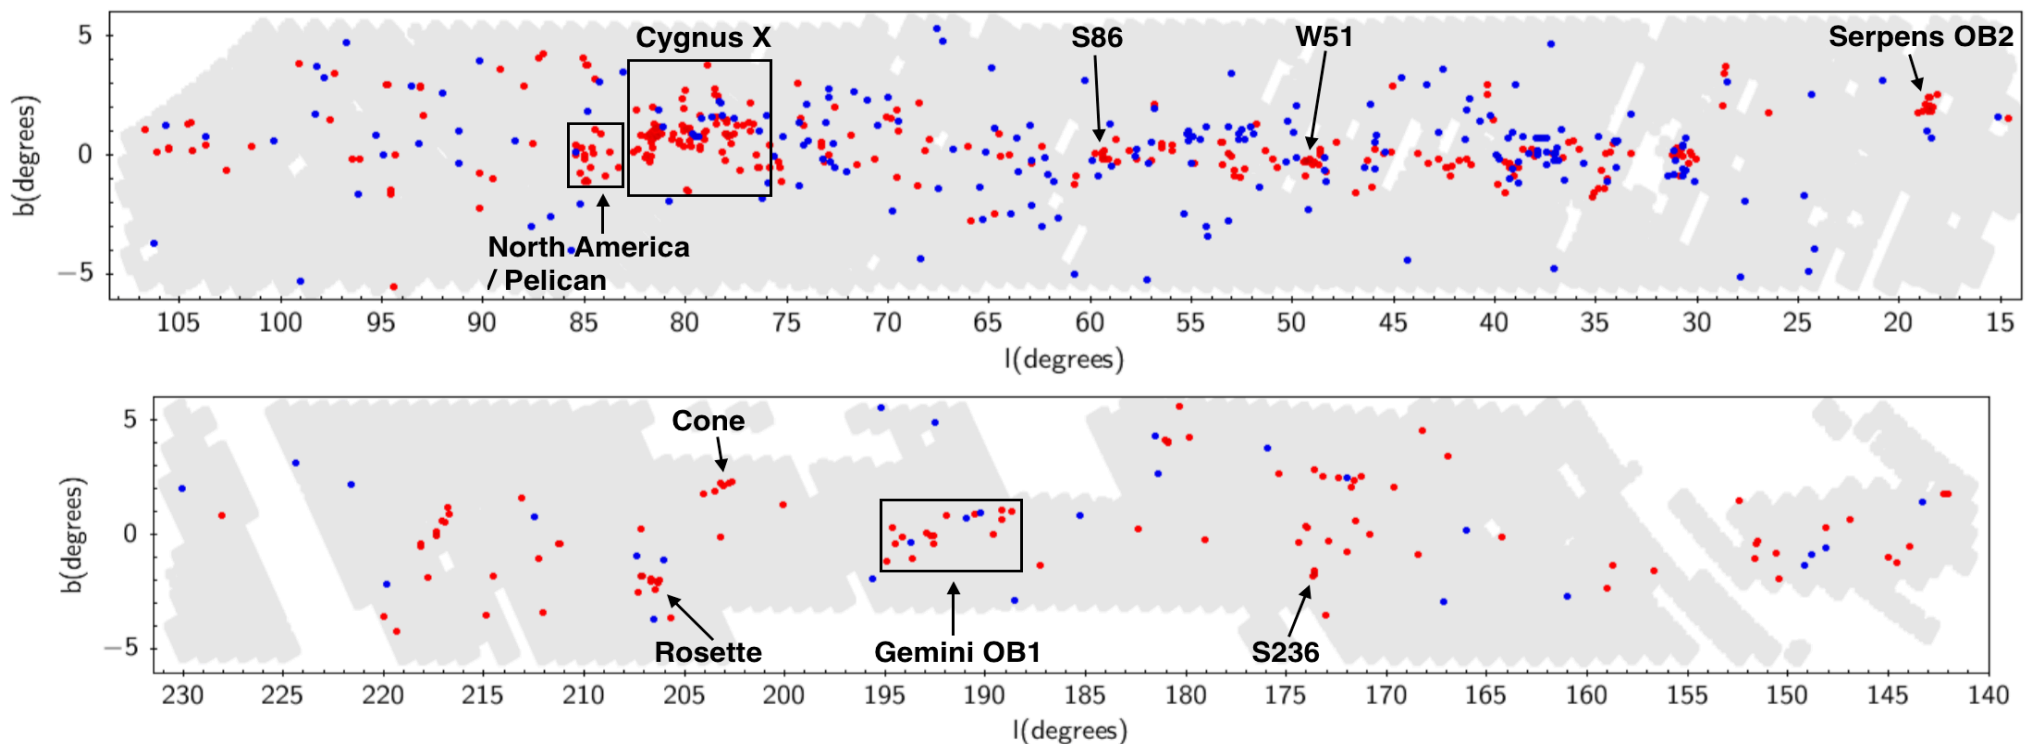 Cygnus X
S86
W51
Serpens OB2
5
0
−5
b(degrees)
North America
/ Pelican
105 100 95 90 85 80 75 70 65 60 55 50 45 40 35 30 25 20 15
l(degrees)
Cone
5
0
−5
b(degrees)
Rosette
Gemini OB1
S236
230 225 220 215 210 205 200 195 190 185 180 175 170 165 160 155 150 145 140
l(degrees)